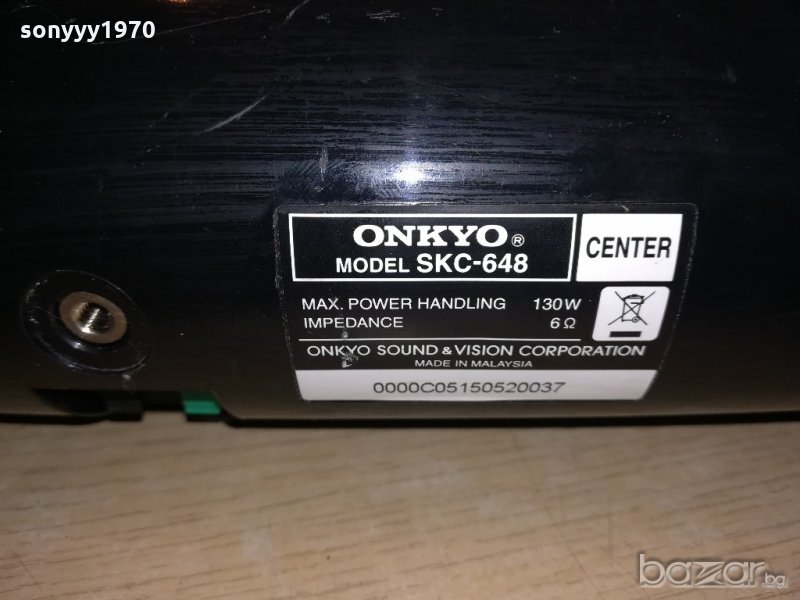 sonyyy1970
ONKYO®
MODEL SKC-648
CENTER
MAX. POWER HANDLING 130W
IMPEDANCE 6Ω
ONKYO SOUND & VISION CORPORATION
MADE IN MALAYSIA
0000C05150520037
bazar.bg